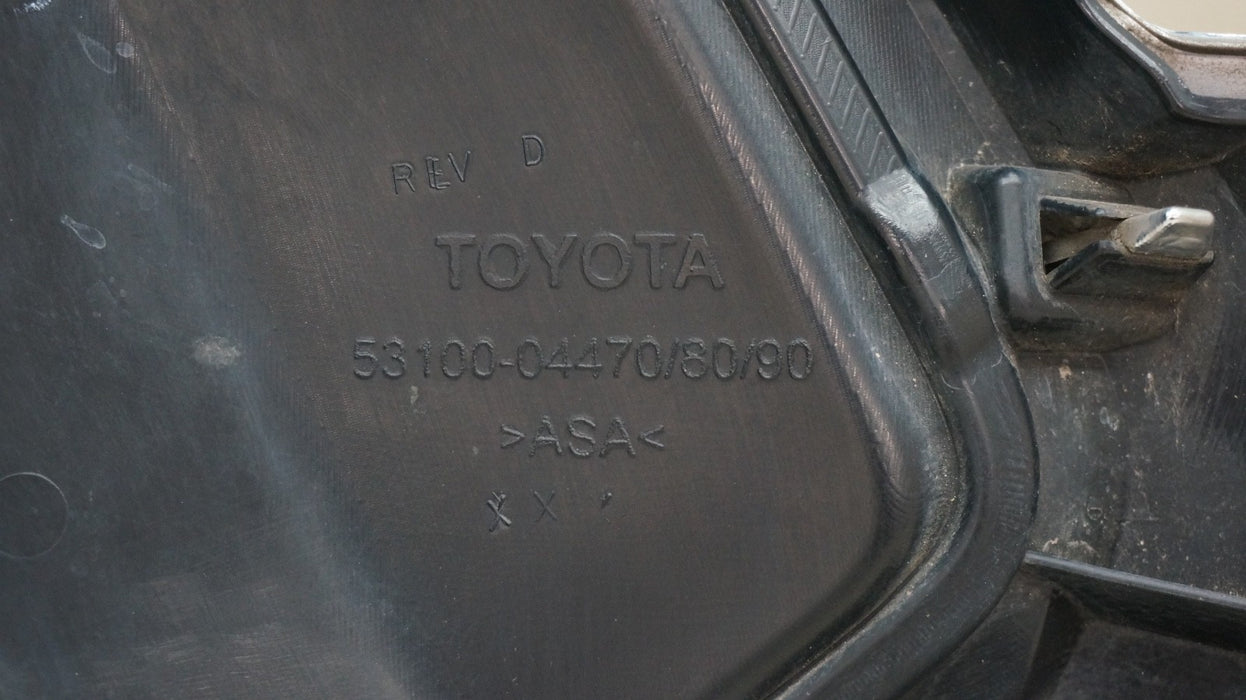 REV D
TOYOTA
53100-04470/80/90
>ASA<
X X